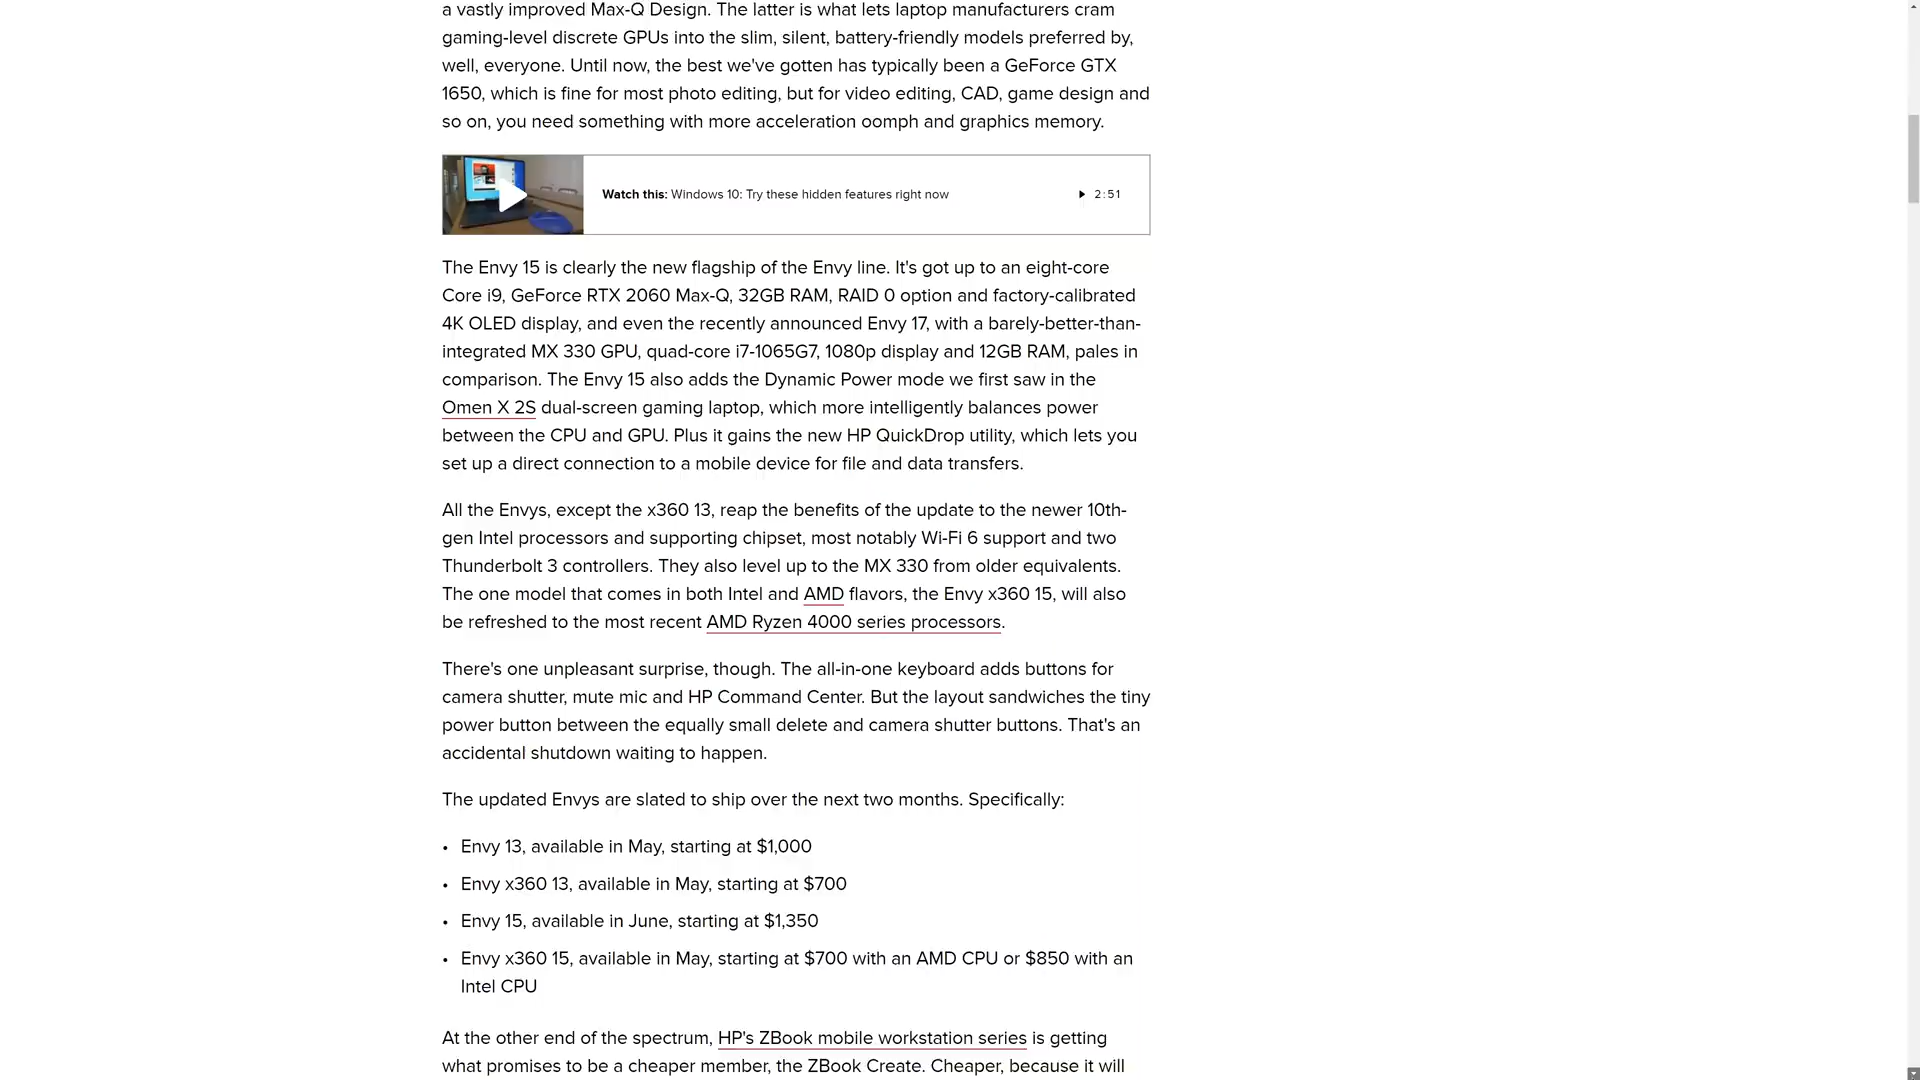 a vastly improved Max-Q Design. The latter is what lets laptop manufacturers cram
gaming-level discrete GPUs into the slim, silent, battery-friendly models preferred by,
well, everyone. Until now, the best we've gotten has typically been a GeForce GTX
1650, which is fine for most photo editing, but for video editing, CAD, game design and
so on, you need something with more acceleration oomph and graphics memory.
Watch this: Windows 10: Try these hidden features right now 2:51
The Envy 15 is clearly the new flagship of the Envy line. It's got up to an eight-core
Core i9, GeForce RTX 2060 Max-Q, 32GB RAM, RAID 0 option and factory-calibrated
4K OLED display, and even the recently announced Envy 17, with a barely-better-than-
integrated MX 330 GPU, quad-core i7-1065G7, 1080p display and 12GB RAM, pales in
comparison. The Envy 15 also adds the Dynamic Power mode we first saw in the
Omen X 2S dual-screen gaming laptop, which more intelligently balances power
between the CPU and GPU. Plus it gains the new HP QuickDrop utility, which lets you
set up a direct connection to a mobile device for file and data transfers.
All the Envys, except the x360 13, reap the benefits of the update to the newer 10th-
gen Intel processors and supporting chipset, most notably Wi-Fi 6 support and two
Thunderbolt 3 controllers. They also level up to the MX 330 from older equivalents.
The one model that comes in both Intel and AMD flavors, the Envy x360 15, will also
be refreshed to the most recent AMD Ryzen 4000 series processors.
There's one unpleasant surprise, though. The all-in-one keyboard adds buttons for
camera shutter, mute mic and HP Command Center. But the layout sandwiches the tiny
power button between the equally small delete and camera shutter buttons. That's an
accidental shutdown waiting to happen.
The updated Envys are slated to ship over the next two months. Specifically:
• Envy 13, available in May, starting at $1,000
• Envy x360 13, available in May, starting at $700
• Envy 15, available in June, starting at $1,350
• Envy x360 15, available in May, starting at $700 with an AMD CPU or $850 with an
Intel CPU
At the other end of the spectrum, HP's ZBook mobile workstation series is getting
what promises to be a cheaper member, the ZBook Create. Cheaper, because it will